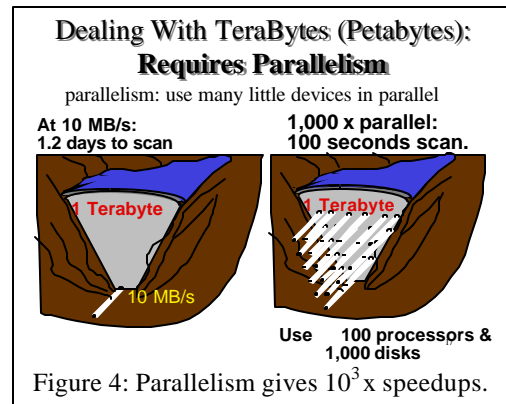 Dealing With TeraBytes (Petabytes):
Requires Parallelism
parallelism: use many little devices in parallel
At 10 MB/s:
1.2 days to scan
1,000 x parallel:
100 seconds scan.
1 Terabyte
10 MB/s
1 Terabyte
Use 100 processors &
1,000 disks
Figure 4: Parallelism gives 10³ x speedups.